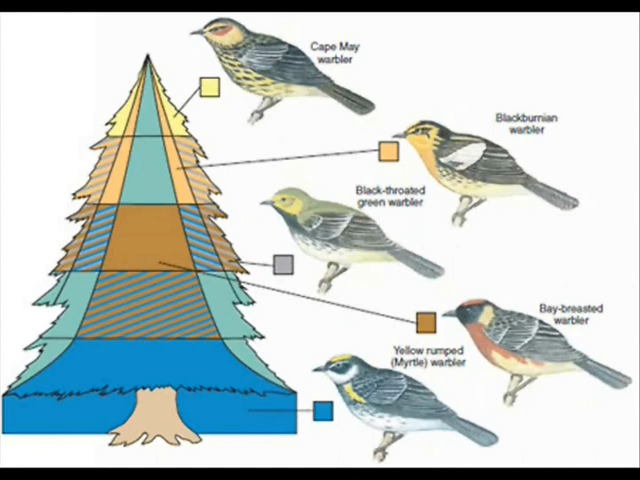 Cape May
warbler
Blackburnian
warbler
Black-throated
green warbler
Bay-breasted
warbler
Yellow rumped
(Myrtle) warbler